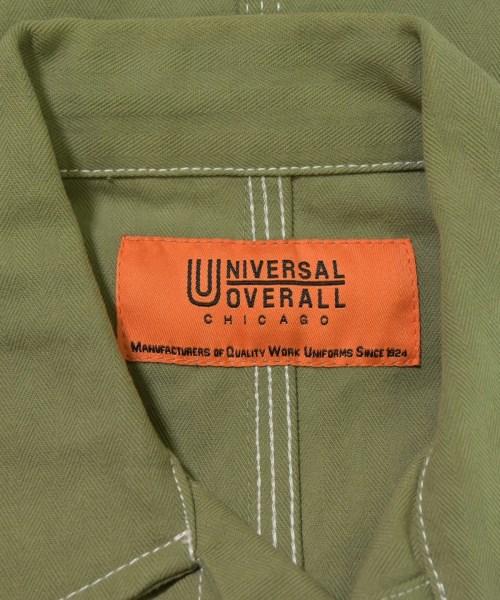 UNIVERSAL
OVERALL
CHICAGO
MANUFACTURERS OF QUALITY WORK UNIFORMS SINCE 1924